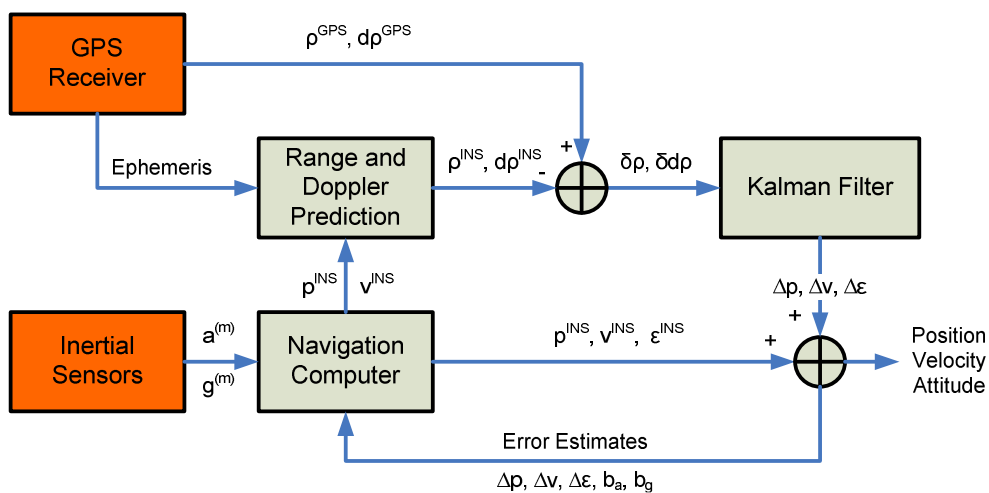 GPS
Receiver
ρᴳᴾˢ, dρᴳᴾˢ
+
Ephemeris
Range and
Doppler
Prediction
ρᴵᴺˢ, dρᴵᴺˢ
-
δρ, δdρ
Kalman Filter
pᴵᴺˢ vᴵᴺˢ
Δp, Δv, Δε
+
Inertial
Sensors
a⁽ᵐ⁾
g⁽ᵐ⁾
Navigation
Computer
pᴵᴺˢ, vᴵᴺˢ, εᴵᴺˢ
+
Position
Velocity
Attitude
Error Estimates
Δp, Δv, Δε, bₐ, b_g